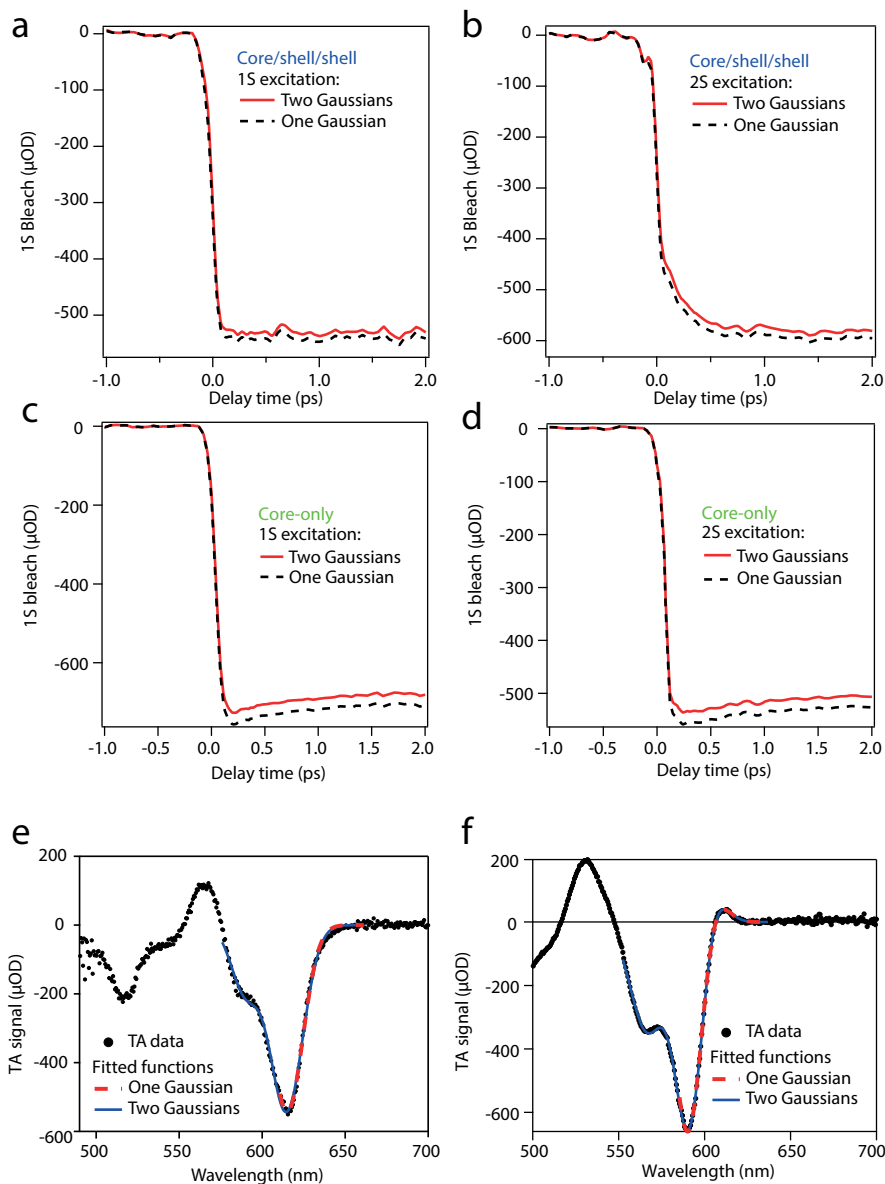 a
0
-100
-200
-300
-400
-500
1S Bleach (µOD)
Core/shell/shell
1S excitation:
Two Gaussians
One Gaussian
-1.0
0.0
1.0
2.0
Delay time (ps)
b
0
-100
-200
-300
-400
-500
-600
1S Bleach (µOD)
Core/shell/shell
2S excitation:
Two Gaussians
One Gaussian
-1.0
0.0
1.0
2.0
Delay time (ps)
c
0
-200
-400
-600
1S bleach (µOD)
Core-only
1S excitation:
Two Gaussians
One Gaussian
-1.0
-0.5
0.0
0.5
1.0
1.5
2.0
Delay time (ps)
d
0
-100
-200
-300
-400
-500
1S bleach (µOD)
Core-only
2S excitation:
Two Gaussians
One Gaussian
-1.0
-0.5
0.0
0.5
1.0
1.5
2.0
Delay time (ps)
e
200
0
-200
-400
-600
TA signal (µOD)
TA data
Fitted functions
One Gaussian
Two Gaussians
500
550
600
650
700
Wavelength (nm)
f
200
0
-200
-400
-600
TA signal (µOD)
TA data
Fitted functions
One Gaussian
Two Gaussians
500
550
600
650
700
Wavelength (nm)